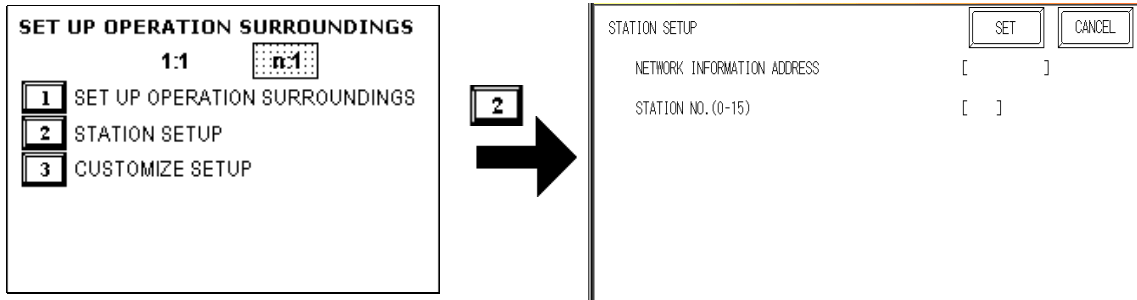 SET UP OPERATION SURROUNDINGS
1:1 n:1
1 SET UP OPERATION SURROUNDINGS
2 STATION SETUP
3 CUSTOMIZE SETUP
2
STATION SETUP SET CANCEL
NETWORK INFORMATION ADDRESS [ ]
STATION NO.(0-15) [ ]